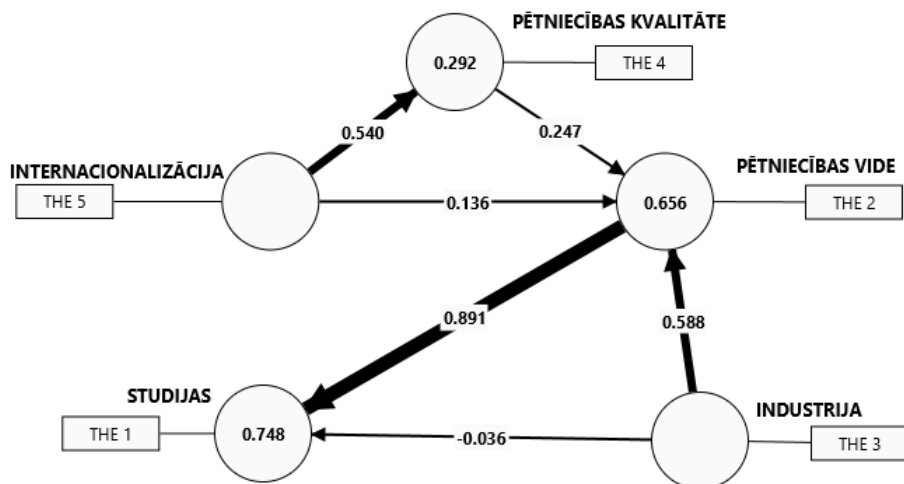 PĒTNIECĪBAS KVALITĀTE
0.292
THE 4
0.540
0.247
INTERNACIONALIZĀCIJA
PĒTNIECĪBAS VIDE
THE 5
0.136
0.656
THE 2
0.891
0.588
STUDIJAS
INDUSTRIJA
THE 1
0.748
-0.036
THE 3